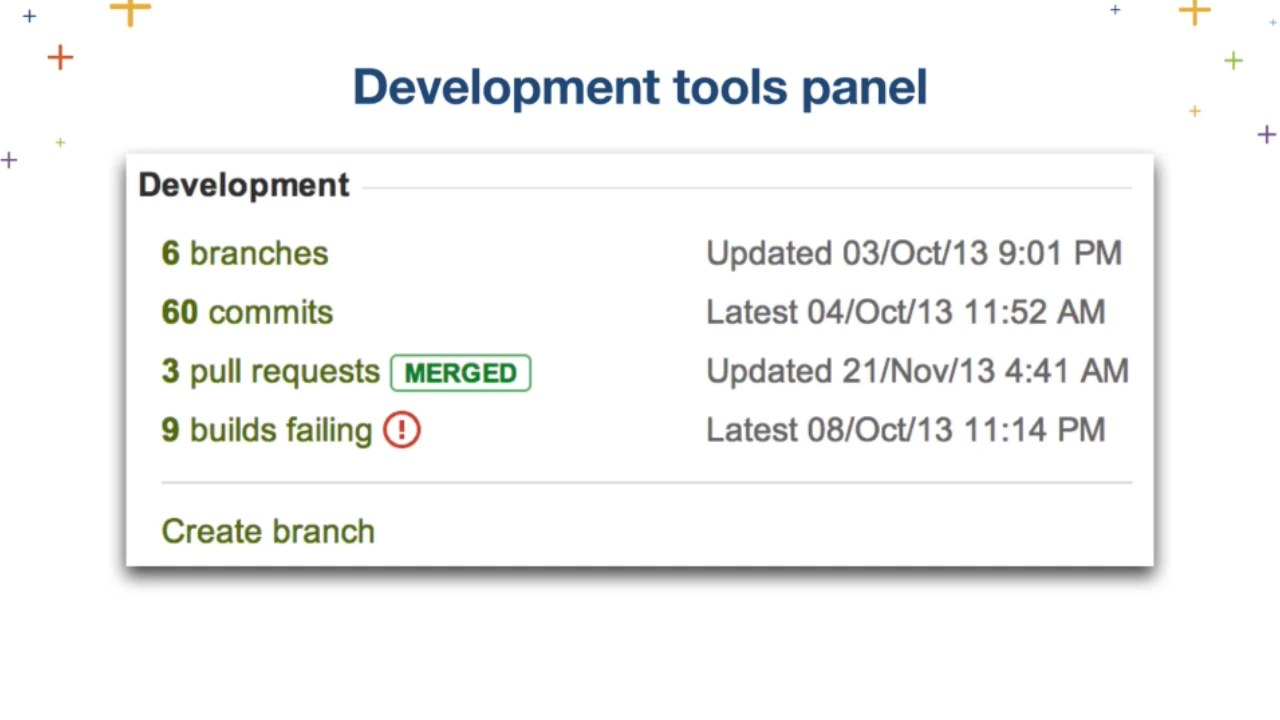 Development tools panel
Development
6 branches Updated 03/Oct/13 9:01 PM
60 commits Latest 04/Oct/13 11:52 AM
3 pull requests MERGED Updated 21/Nov/13 4:41 AM
9 builds failing Latest 08/Oct/13 11:14 PM
Create branch